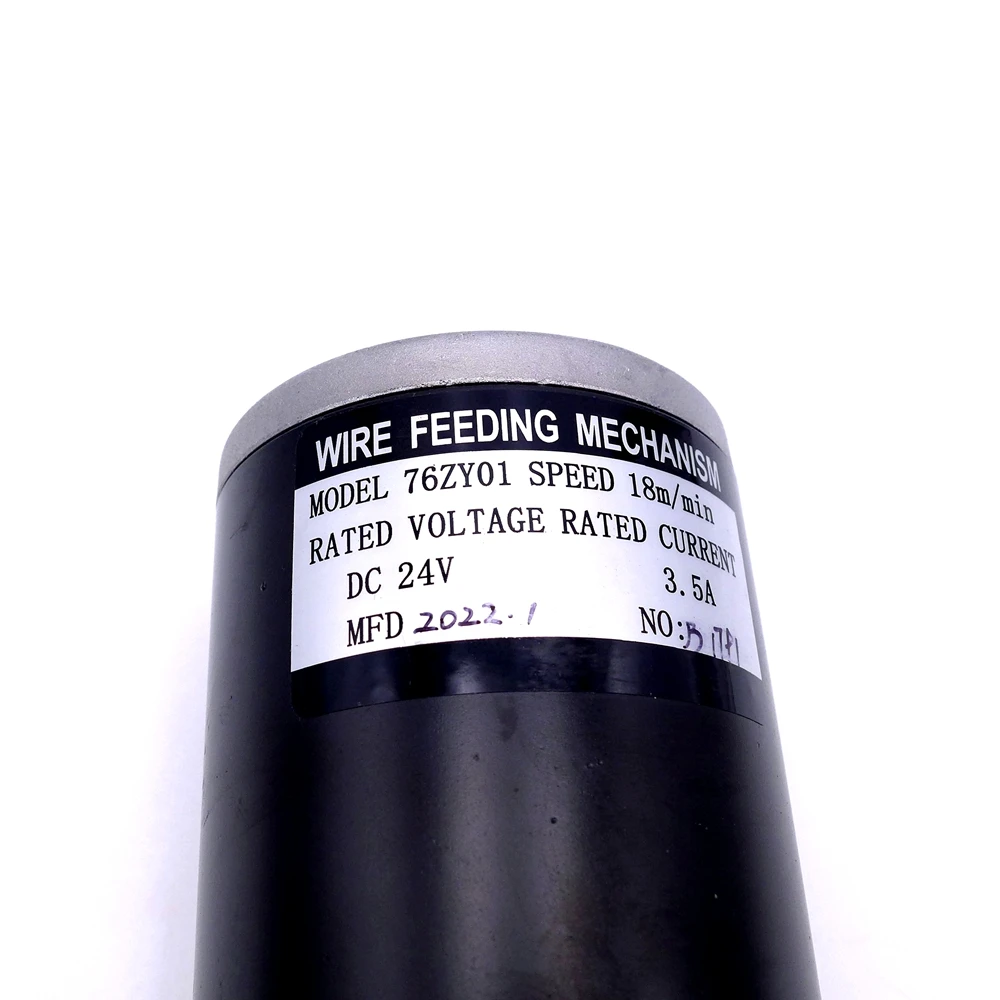 WIRE FEEDING MECHANISM
MODEL 76ZY01 SPEED 18m/min
RATED VOLTAGE RATED CURRENT
DC 24V 3.5A
MFD 2022.1 NO: